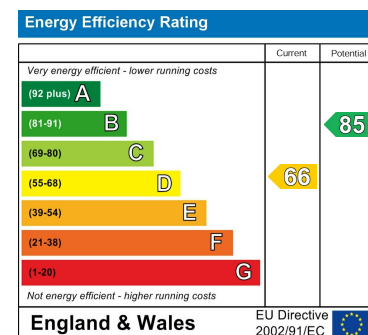 Energy Efficiency Rating
Current Potential
Very energy efficient - lower running costs
(92 plus) A
(81-91) B
85
(69-80) C
(55-68) D
66
(39-54) E
(21-38) F
(1-20) G
Not energy efficient - higher running costs
England & Wales
EU Directive
2002/91/EC